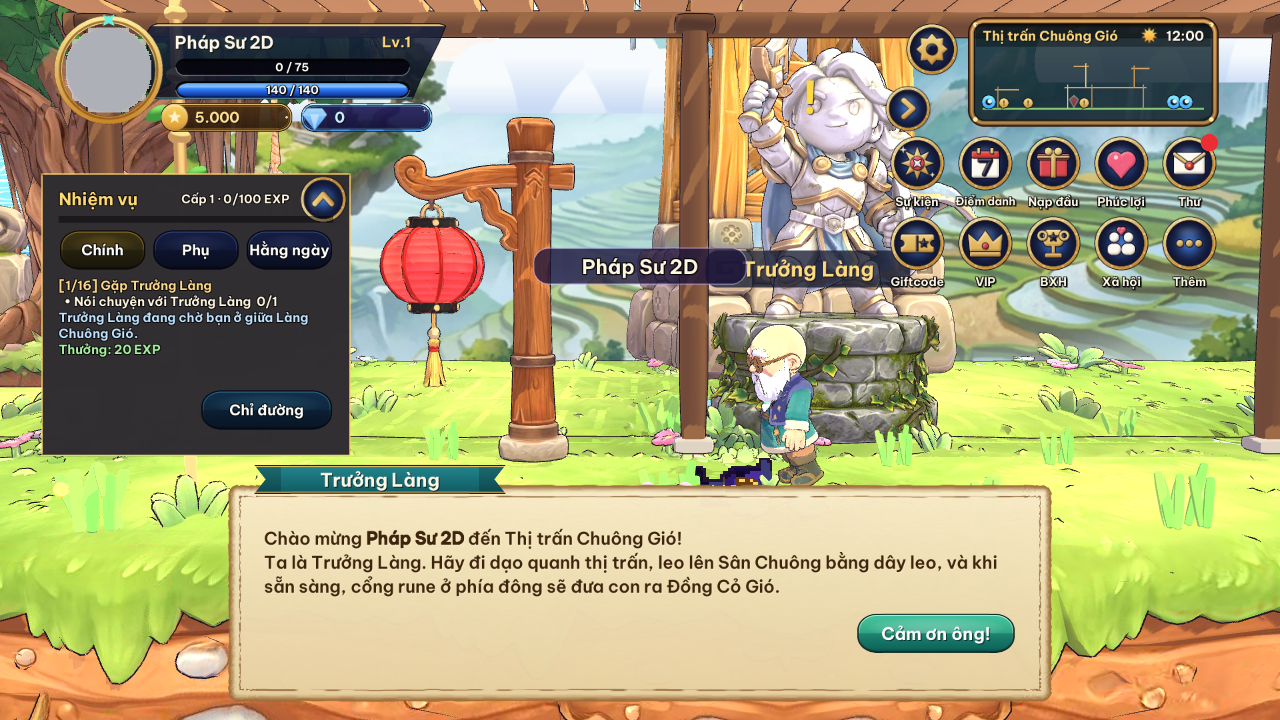 Pháp Sư 2D
Lv.1
0 / 75
140 / 140
5.000
0
Thị trấn Chuông Gió
12:00
Nhiệm vụ
Cấp 1 · 0/100 EXP
Chính
Phụ
Hằng ngày
[1/16] Gặp Trưởng Làng
• Nói chuyện với Trưởng Làng 0/1
Trưởng Làng đang chờ bạn ở giữa Làng
Chuông Gió.
Thưởng: 20 EXP
Chỉ đường
!
7
Sự kiện
Điểm danh
Nạp đầu
Phúc lợi
Thư
Giftcode
VIP
BXH
Xã hội
Thêm
Pháp Sư 2D
Trưởng Làng
Trưởng Làng
Chào mừng Pháp Sư 2D đến Thị trấn Chuông Gió!
Ta là Trưởng Làng. Hãy đi dạo quanh thị trấn, leo lên Sân Chuông bằng dây leo, và khi
sẵn sàng, cổng rune ở phía đông sẽ đưa con ra Đồng Cỏ Gió.
Cảm ơn ông!